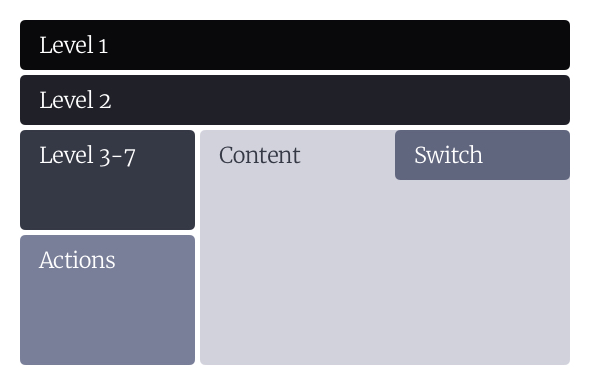 Level 1
Level 2
Level 3-7
Content
Switch
Actions